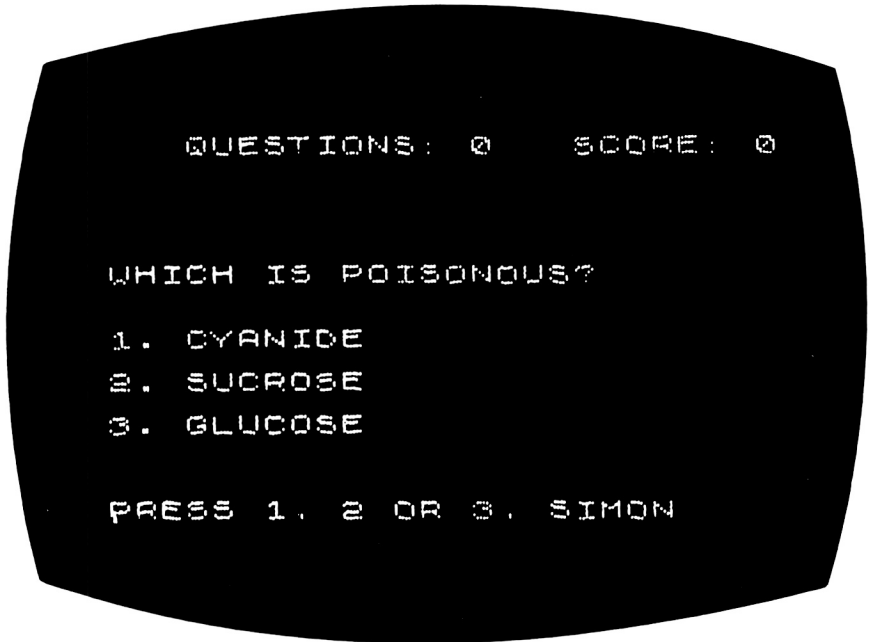 QUESTIONS: 0 SCORE: 0
WHICH IS POISONOUS?
1. CYANIDE
2. SUCROSE
3. GLUCOSE
PRESS 1, 2 OR 3, SIMON